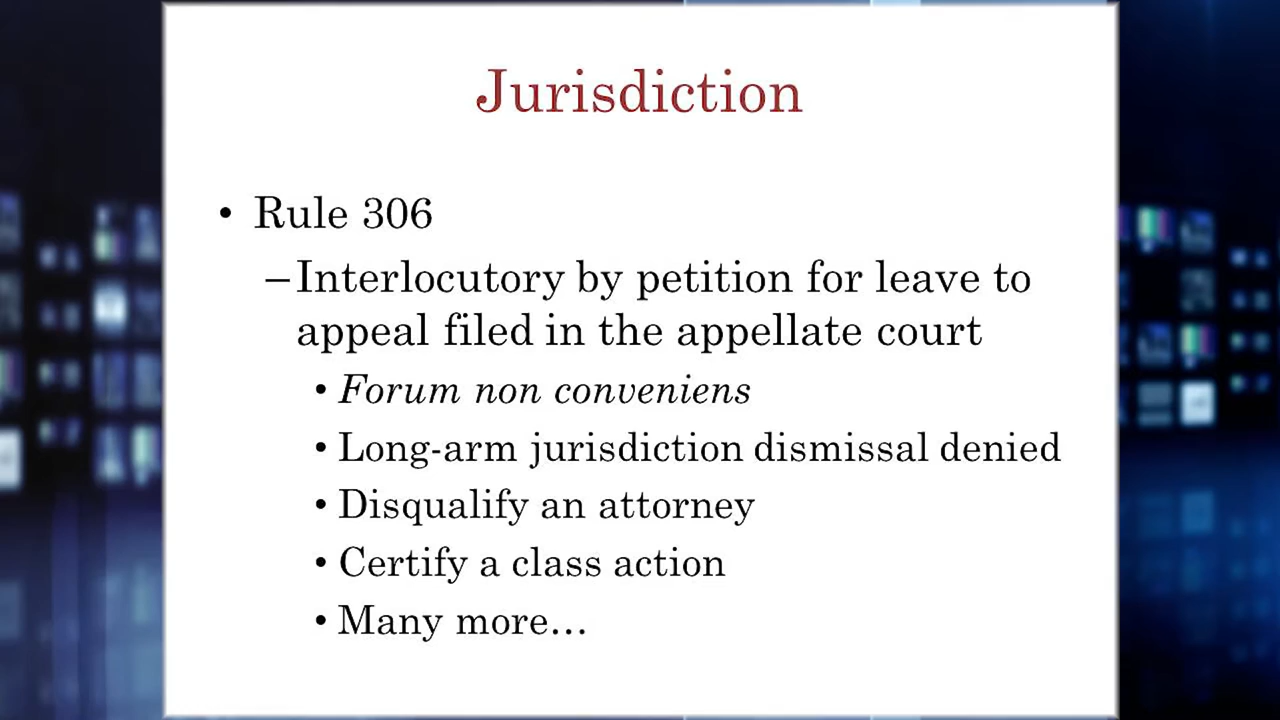 Jurisdiction
• Rule 306
–Interlocutory by petition for leave to
appeal filed in the appellate court
• Forum non conveniens
• Long-arm jurisdiction dismissal denied
• Disqualify an attorney
• Certify a class action
• Many more…